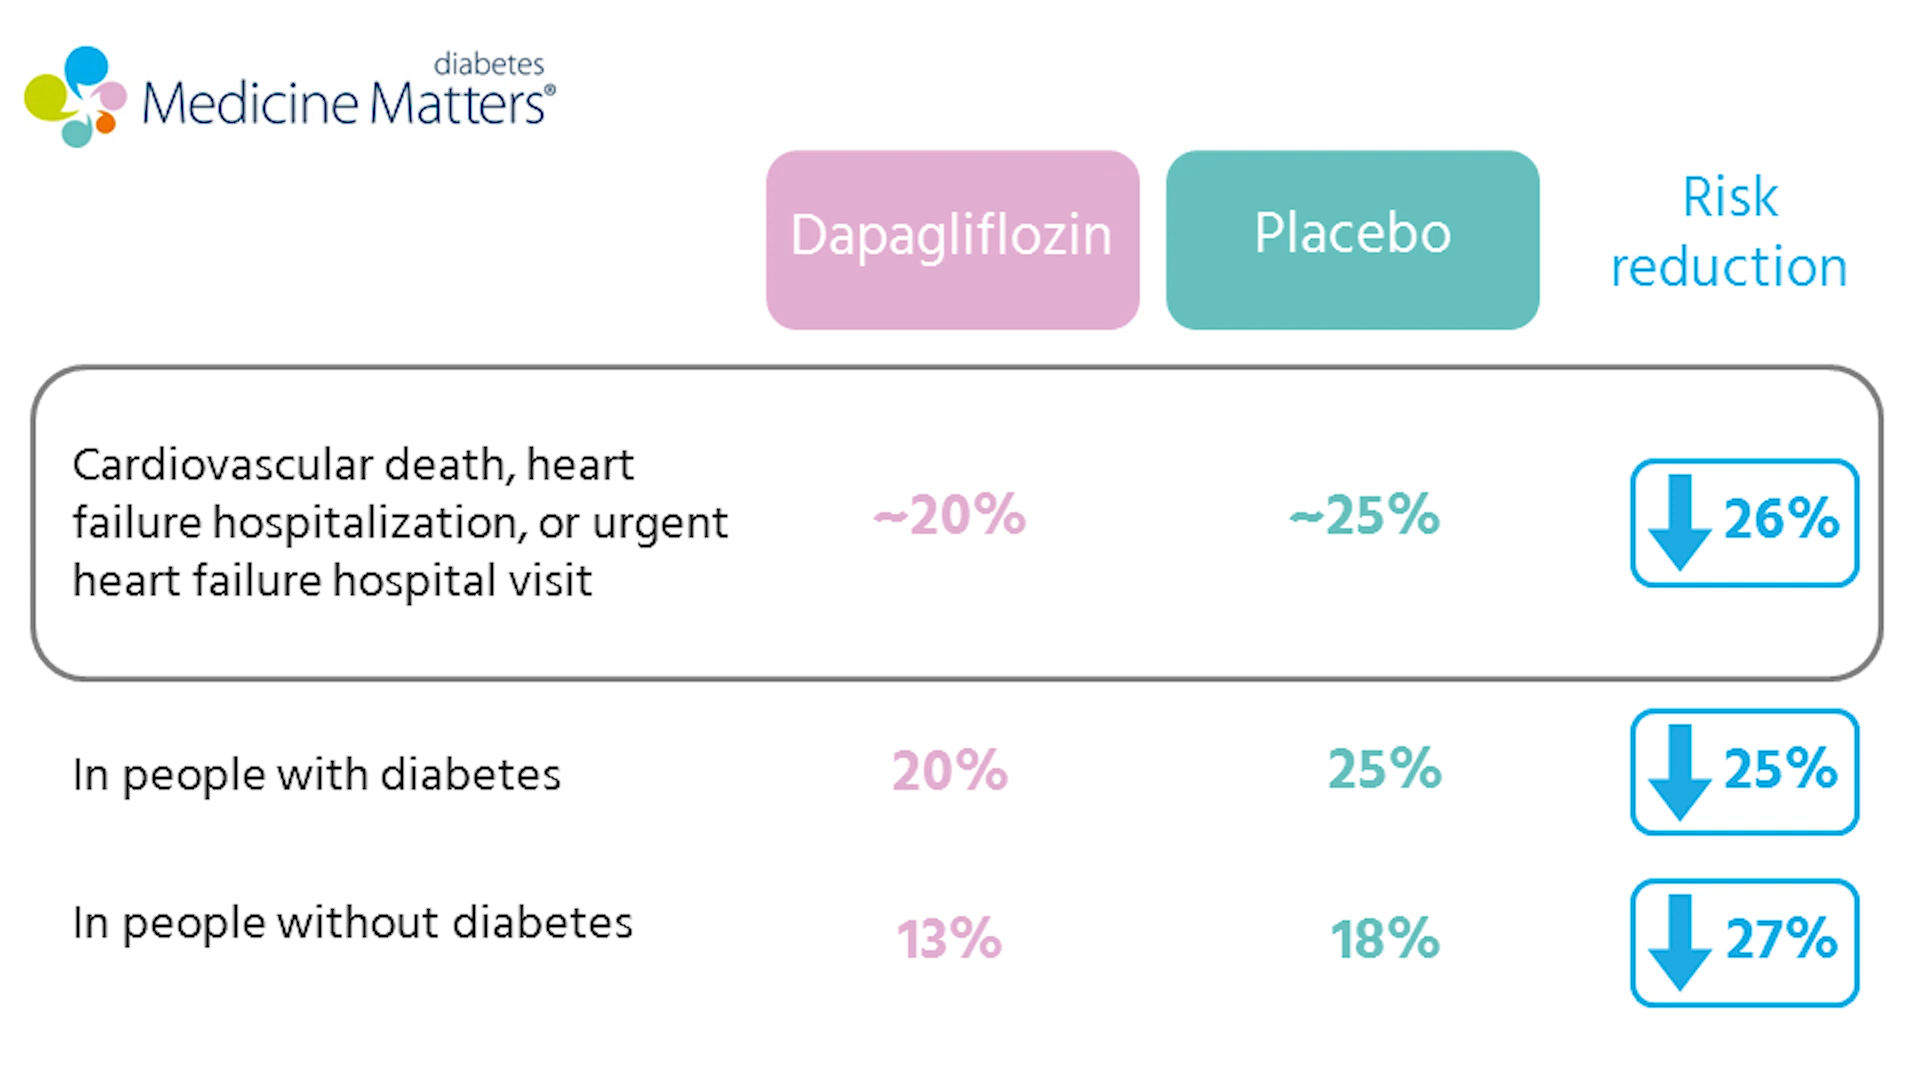 diabetes
Medicine Matters®
Dapagliflozin
Placebo
Risk
reduction
Cardiovascular death, heart
failure hospitalization, or urgent
heart failure hospital visit
~20%
~25%
26%
In people with diabetes
20%
25%
25%
In people without diabetes
13%
18%
27%